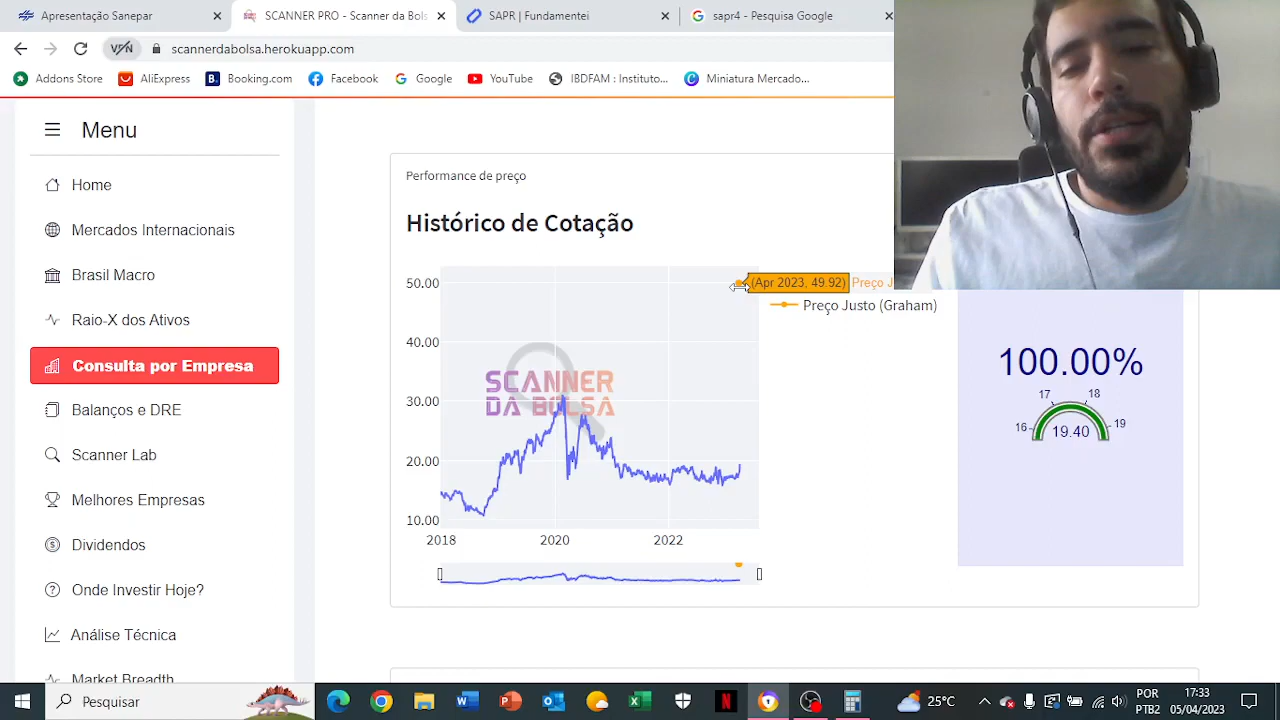 Apresentação Sanepar
SCANNER PRO - Scanner da Bols
SAPR | Fundamentei
sapr4 - Pesquisa Google
VPN
scannerdabolsa.herokuapp.com
Addons Store
AliExpress
B.
Booking.com
Facebook
Google
YouTube
IBDFAM : Instituto...
Miniatura Mercado...
Menu
Home
Mercados Internacionais
Brasil Macro
Raio-X dos Ativos
Consulta por Empresa
Balanços e DRE
Scanner Lab
Melhores Empresas
Dividendos
Onde Investir Hoje?
Análise Técnica
Market Breadth
Performance de preço
Histórico de Cotação
50.00
40.00
30.00
20.00
10.00
2018
2020
2022
SCANNER
DA BOLSA
(Apr 2023, 49.92)
Preço J
Preço Justo (Graham)
100.00%
16
17
18
19
19.40
Pesquisar
25°C
POR
PTB2
17:33
05/04/2023